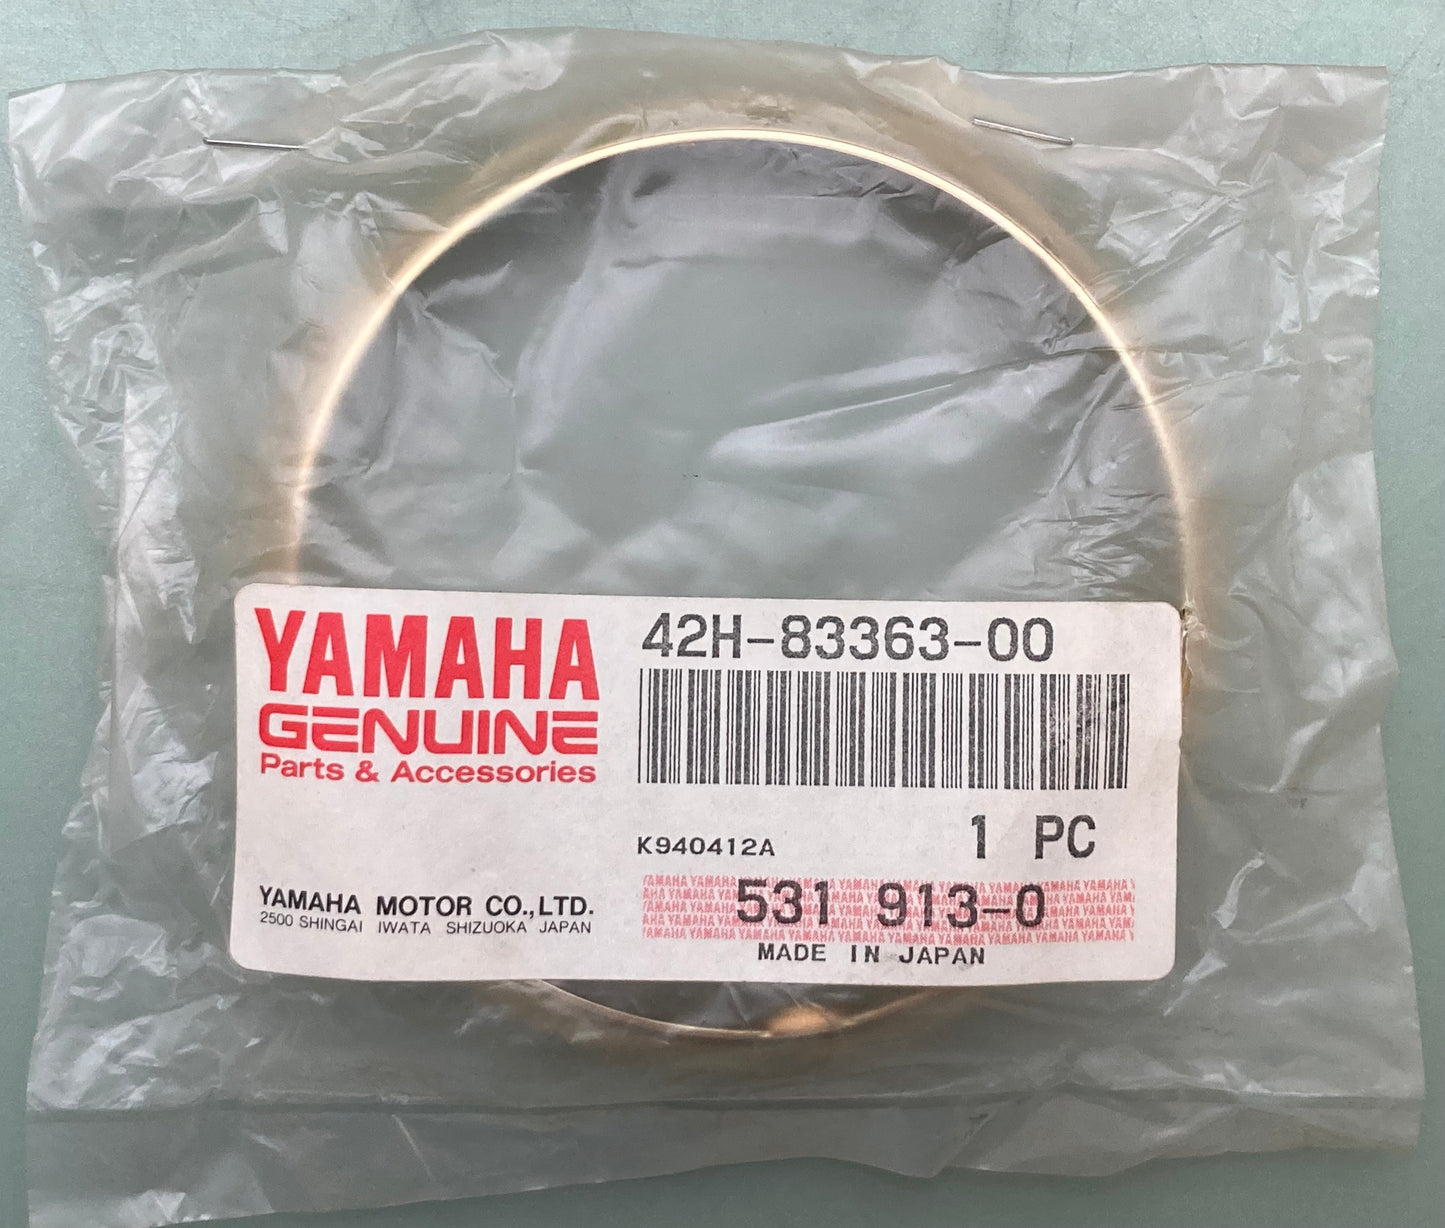 YAMAHA
GENUINE
Parts & Accessories
YAMAHA MOTOR CO.,LTD.
2500 SHINGAI IWATA SHIZUOKA JAPAN
42H-83363-00
K940412A
1 PC
531 913-0
MADE IN JAPAN